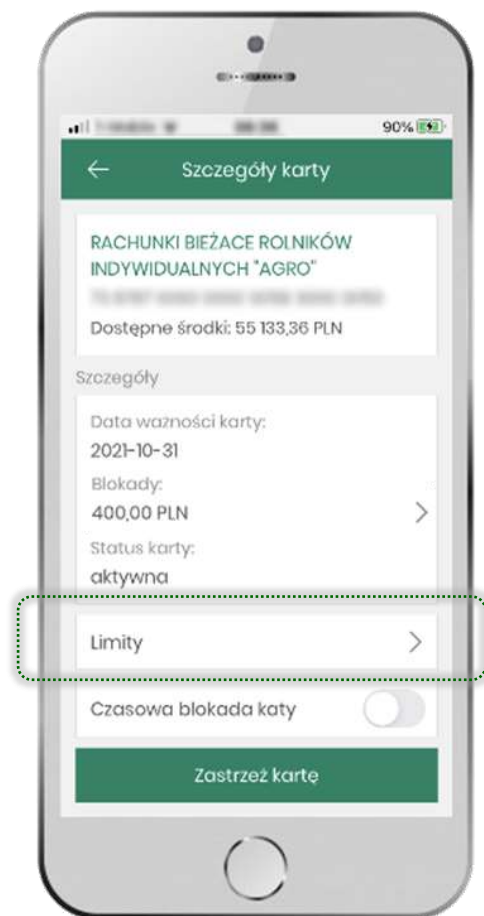 90%
Szczegóły karty
RACHUNKI BIEŻACE ROLNIKÓW
INDYWIDUALNYCH "AGRO"
Dostępne środki: 55 133,36 PLN
Szczegóły
Data ważności karty:
2021-10-31
Blokady:
400,00 PLN
Status karty:
aktywna
Limity
Czasowa blokada katy
Zastrzeż kartę